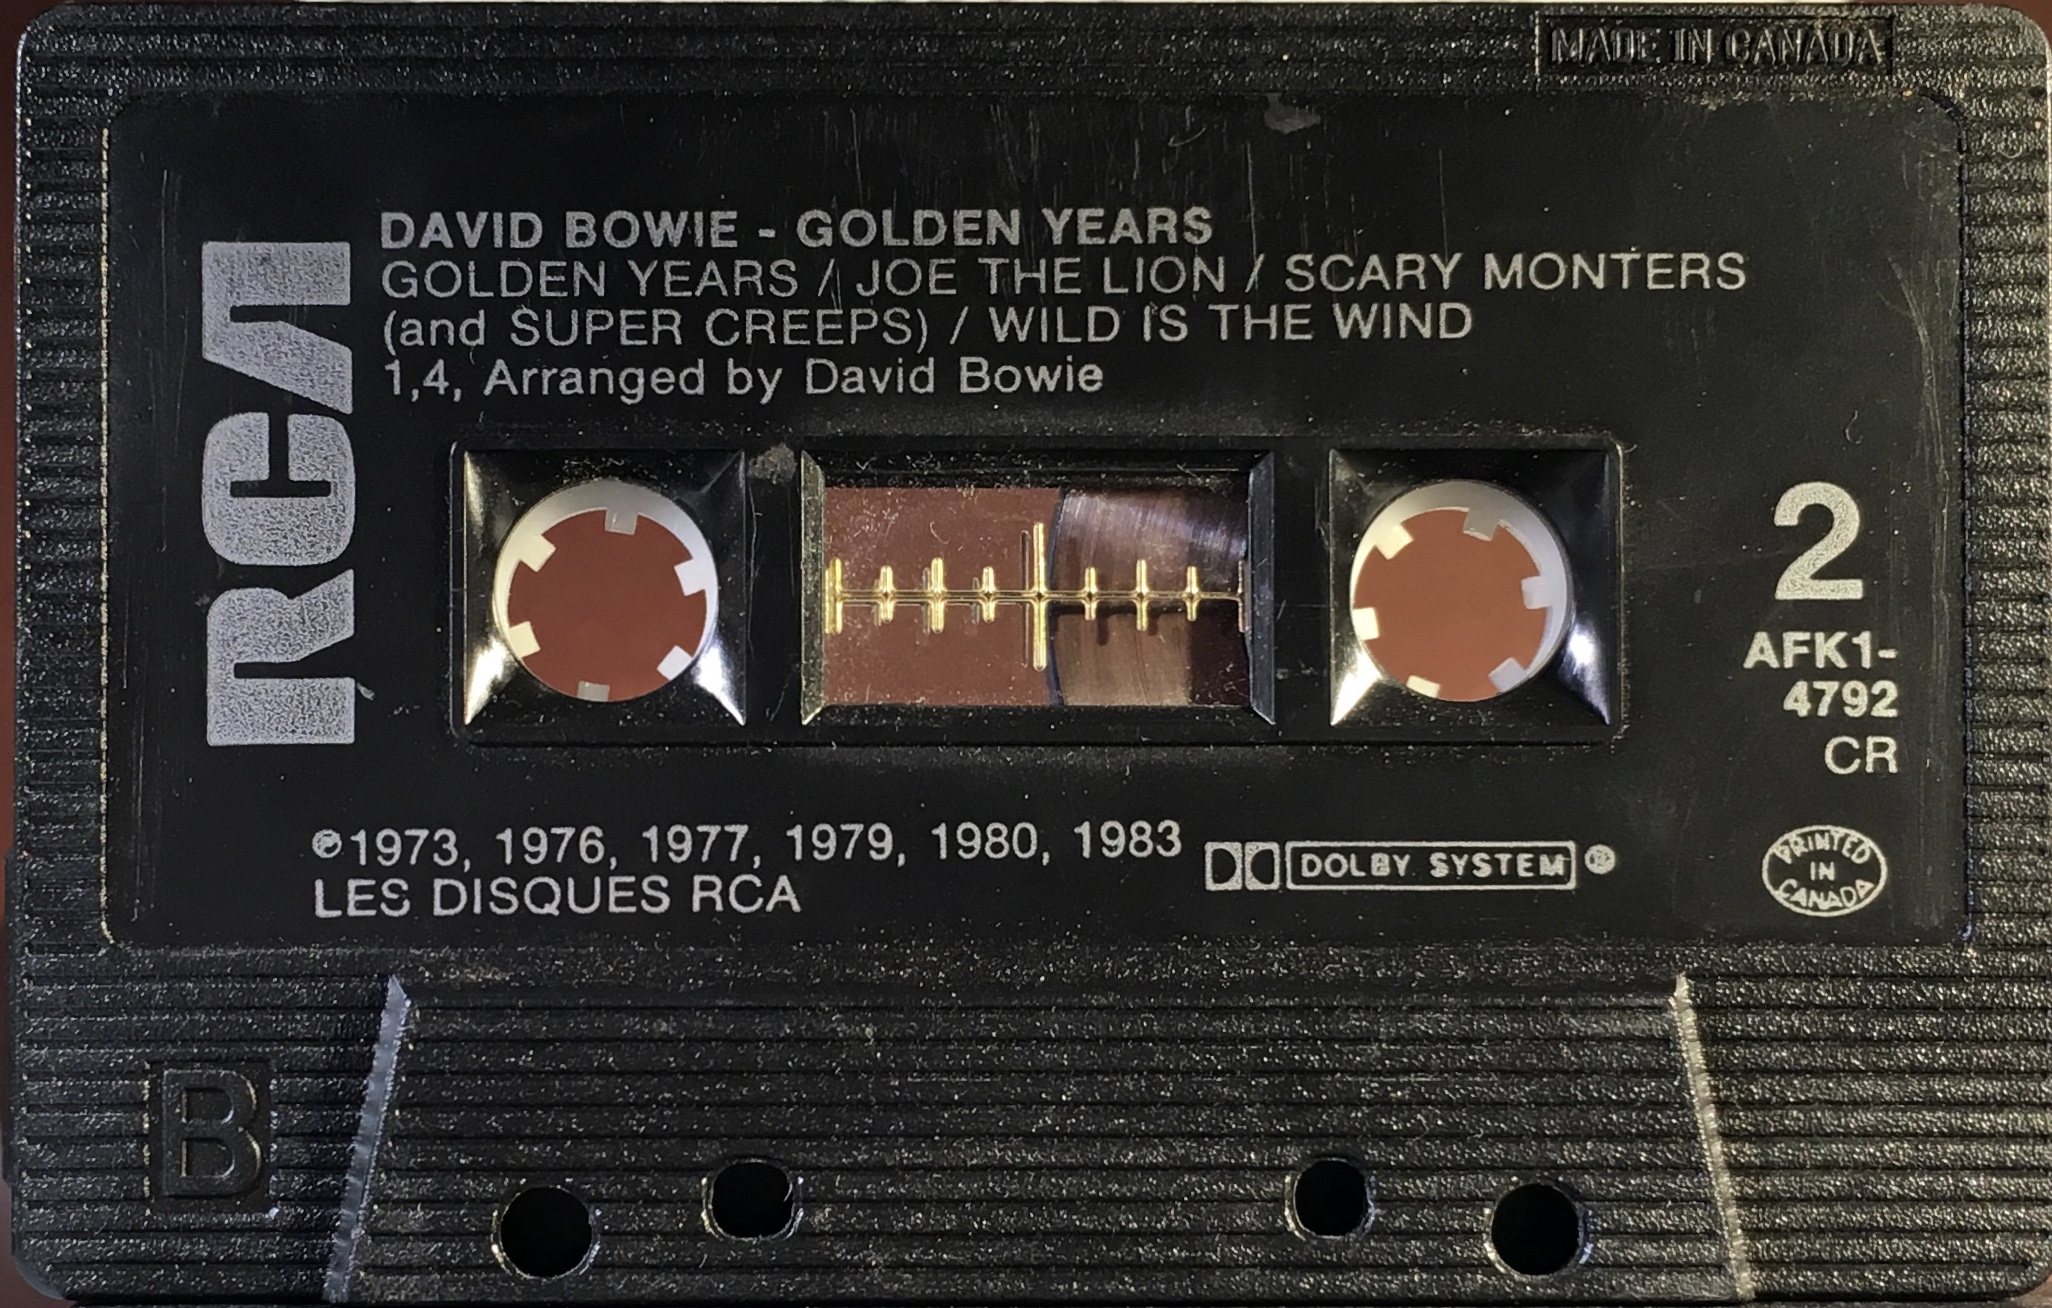 MADE IN CANADA
RCA
DAVID BOWIE - GOLDEN YEARS
GOLDEN YEARS / JOE THE LION / SCARY MONTERS
(and SUPER CREEPS) / WILD IS THE WIND
1,4, Arranged by David Bowie
2
AFK1-
4792
CR
℗1973, 1976, 1977, 1979, 1980, 1983
LES DISQUES RCA
DOLBY SYSTEM®
PRINTED
IN
CANADA
B